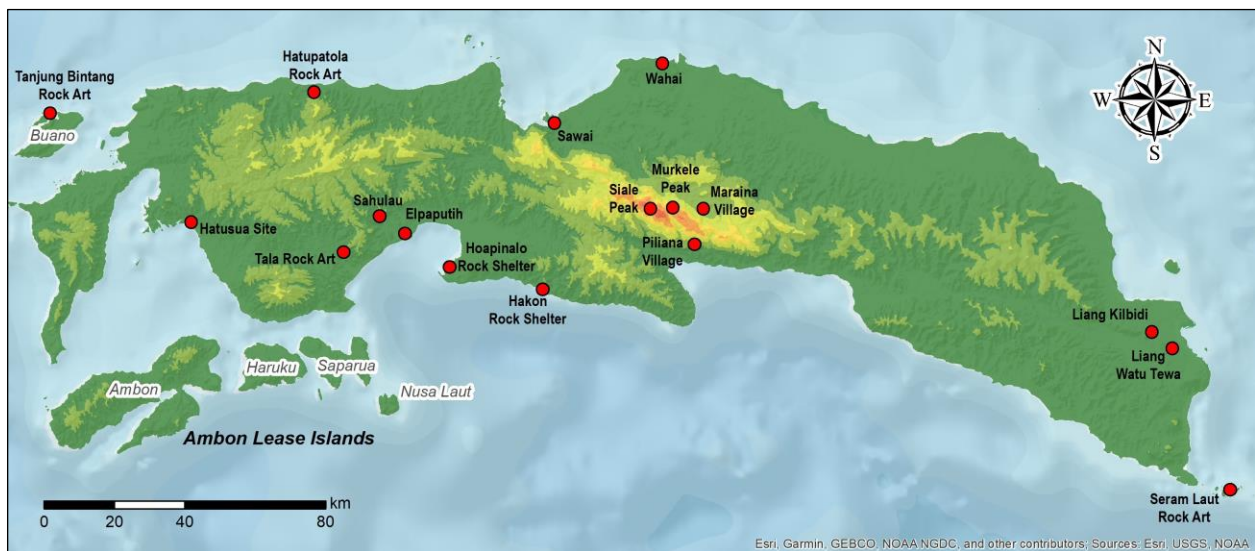 Tanjung Bintang
Rock Art
Buano
Hatupatola
Rock Art
Wahai
N
W E
S
Sawai
Murkele
Peak
Siale
Peak
Maraina
Village
Piliana
Village
Sahulau
Elpaputih
Hatusua Site
Tala Rock Art
Hoapinalo
Rock Shelter
Hakon
Rock Shelter
Liang Kilbidi
Liang
Watu Tewa
Ambon
Haruku
Saparua
Nusa Laut
Ambon Lease Islands
km
0 20 40 80
Seram Laut
Rock Art
Esri, Garmin, GEBCO, NOAA NGDC, and other contributors; Sources: Esri, USGS, NOAA